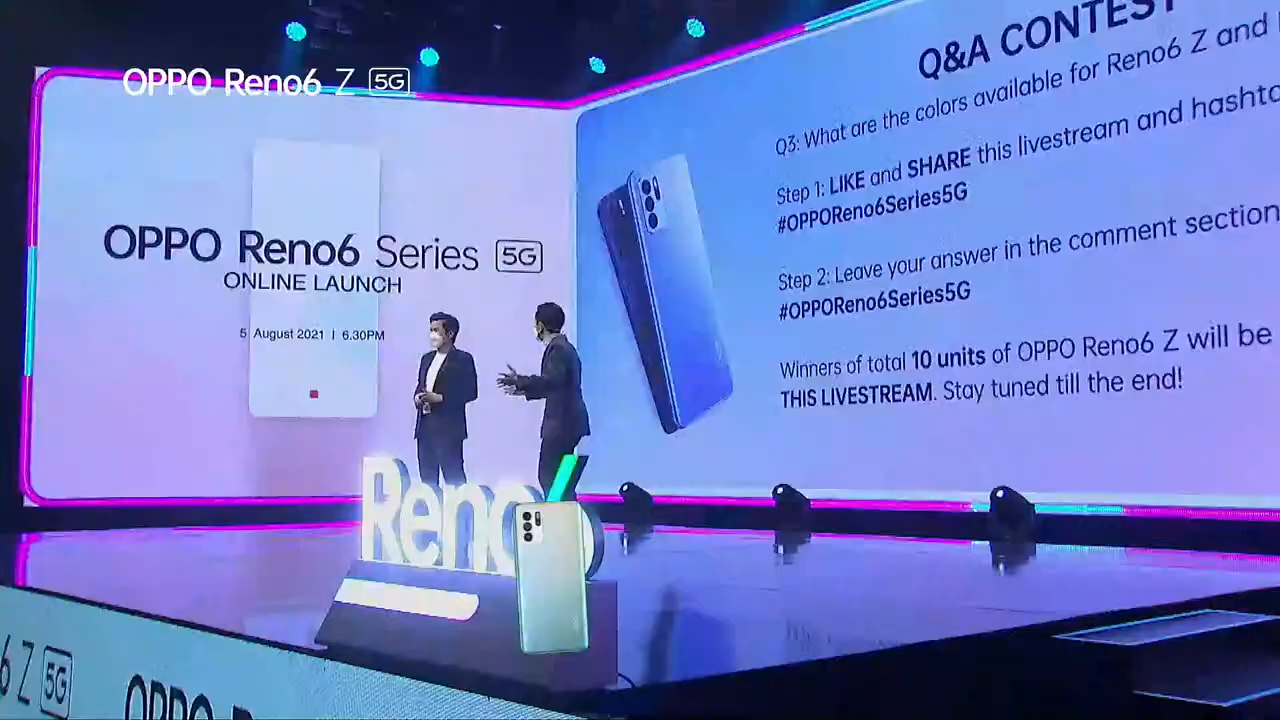 OPPO Reno6 Z 5G
OPPO Reno6 Series 5G
ONLINE LAUNCH
5 August 2021 | 6.30PM
Q&A CONTEST
Q3: What are the colors available for Reno6 Z and
Step 1: LIKE and SHARE this livestream and hashta
#OPPOReno6Series5G
Step 2: Leave your answer in the comment section
#OPPOReno6Series5G
Winners of total 10 units of OPPO Reno6 Z will be
THIS LIVESTREAM. Stay tuned till the end!
Reno
6 Z 5G
OPPO